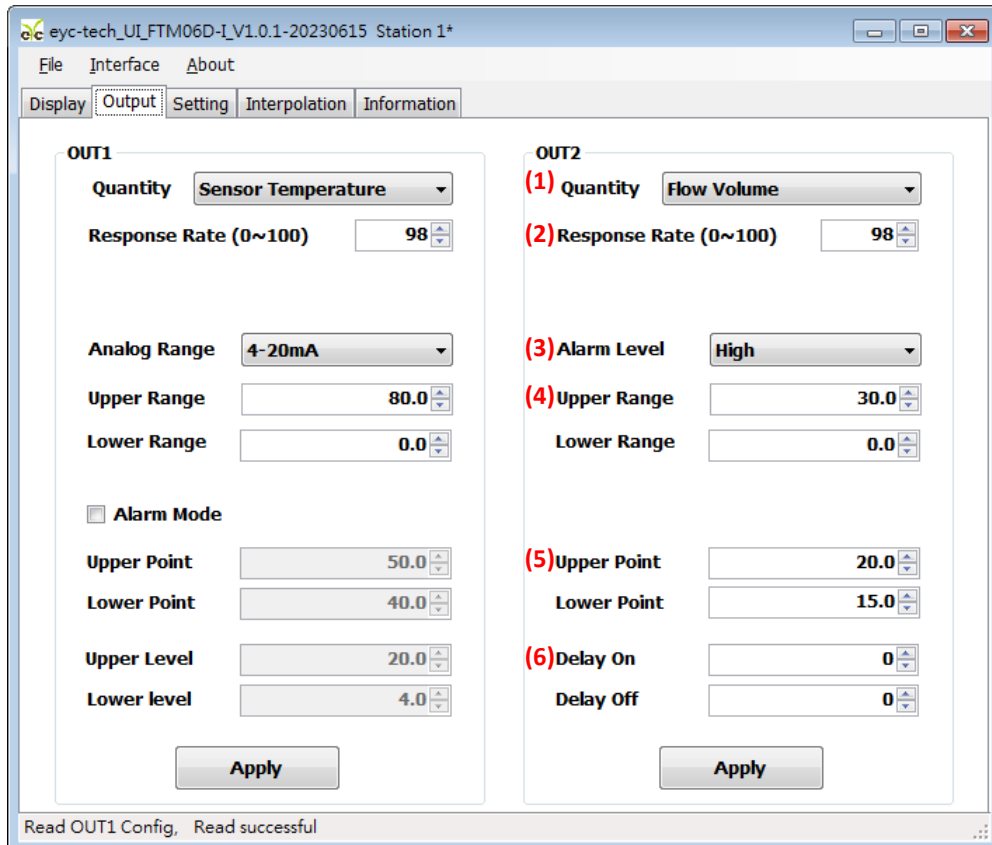 eyc eyc-tech_UI_FTM06D-I_V1.0.1-20230615 Station 1*
File Interface About
Display Output Setting Interpolation Information
OUT1
Quantity Sensor Temperature
Response Rate (0~100) 98
Analog Range 4-20mA
Upper Range 80.0
Lower Range 0.0
Alarm Mode
Upper Point 50.0
Lower Point 40.0
Upper Level 20.0
Lower level 4.0
Apply
OUT2
(1) Quantity Flow Volume
(2) Response Rate (0~100) 98
(3) Alarm Level High
(4) Upper Range 30.0
Lower Range 0.0
(5) Upper Point 20.0
Lower Point 15.0
(6) Delay On 0
Delay Off 0
Apply
Read OUT1 Config, Read successful